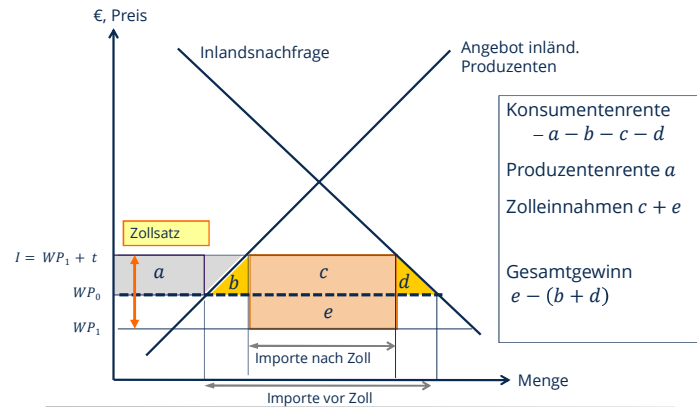 €, Preis
Inlandsnachfrage
Angebot inländ.
Produzenten
Konsumentenrente
− a − b − c − d
Produzentenrente a
Zolleinnahmen c + e
Gesamtgewinn
e − (b + d)
Zollsatz
I = WP₁ + t
a
b
c
d
WP₀
e
WP₁
Importe nach Zoll
Menge
Importe vor Zoll